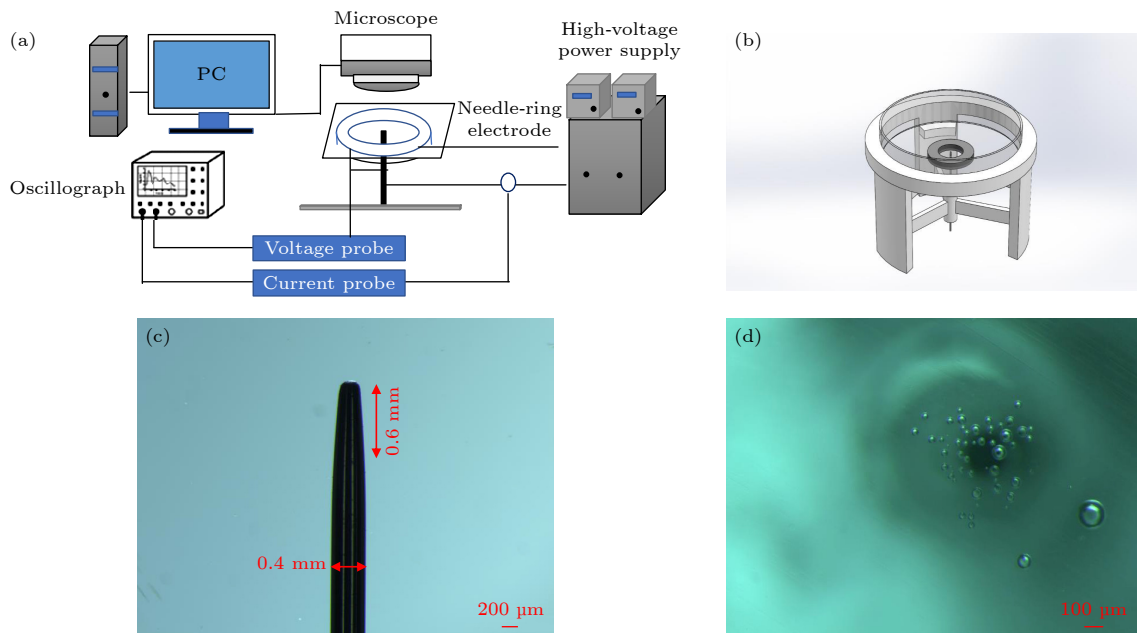 (a)
Microscope
High-voltage
power supply
PC
Needle-ring
electrode
Oscillograph
Voltage probe
Current probe
(b)
(c)
0.6 mm
0.4 mm
200 µm
(d)
100 µm